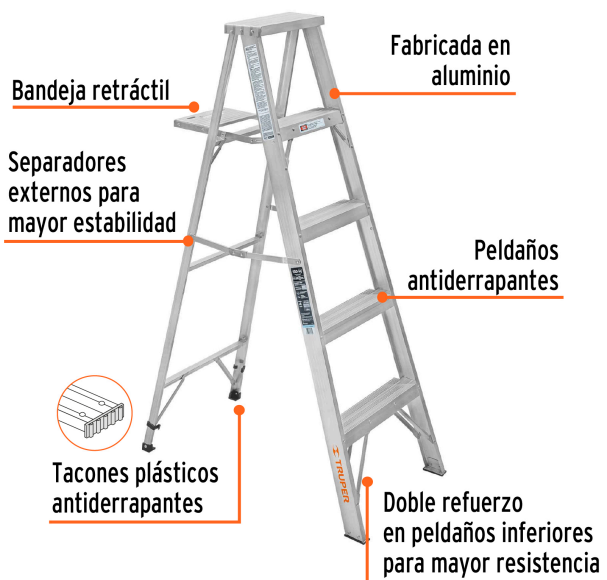 Fabricada en
aluminio
Bandeja retráctil
Separadores
externos para
mayor estabilidad
Peldaños
antiderrapantes
Tacones plásticos
antiderrapantes
TRUPER
Doble refuerzo
en peldaños inferiores
para mayor resistencia